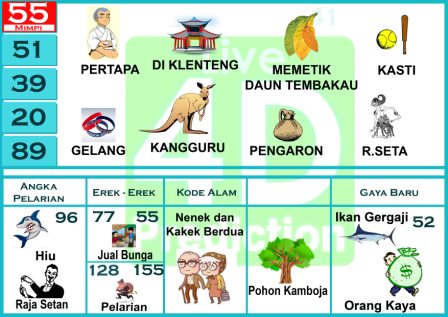 55
Mimpi
51
39
20
89
PERTAPA
DI KLENTENG
MEMETIK
DAUN TEMBAKAU
KASTI
GELANG
KANGGURU
PENGARON
R.SETA
Live
4D
Prediction
Angka
Pelarian
Erek - Erek
Kode Alam
Gaya Baru
96
Hiu
Raja Setan
77 55
Jual Bunga
128 155
Pelarian
Nenek dan
Kakek Berdua
Pohon Kamboja
Ikan Gergaji
52
Orang Kaya